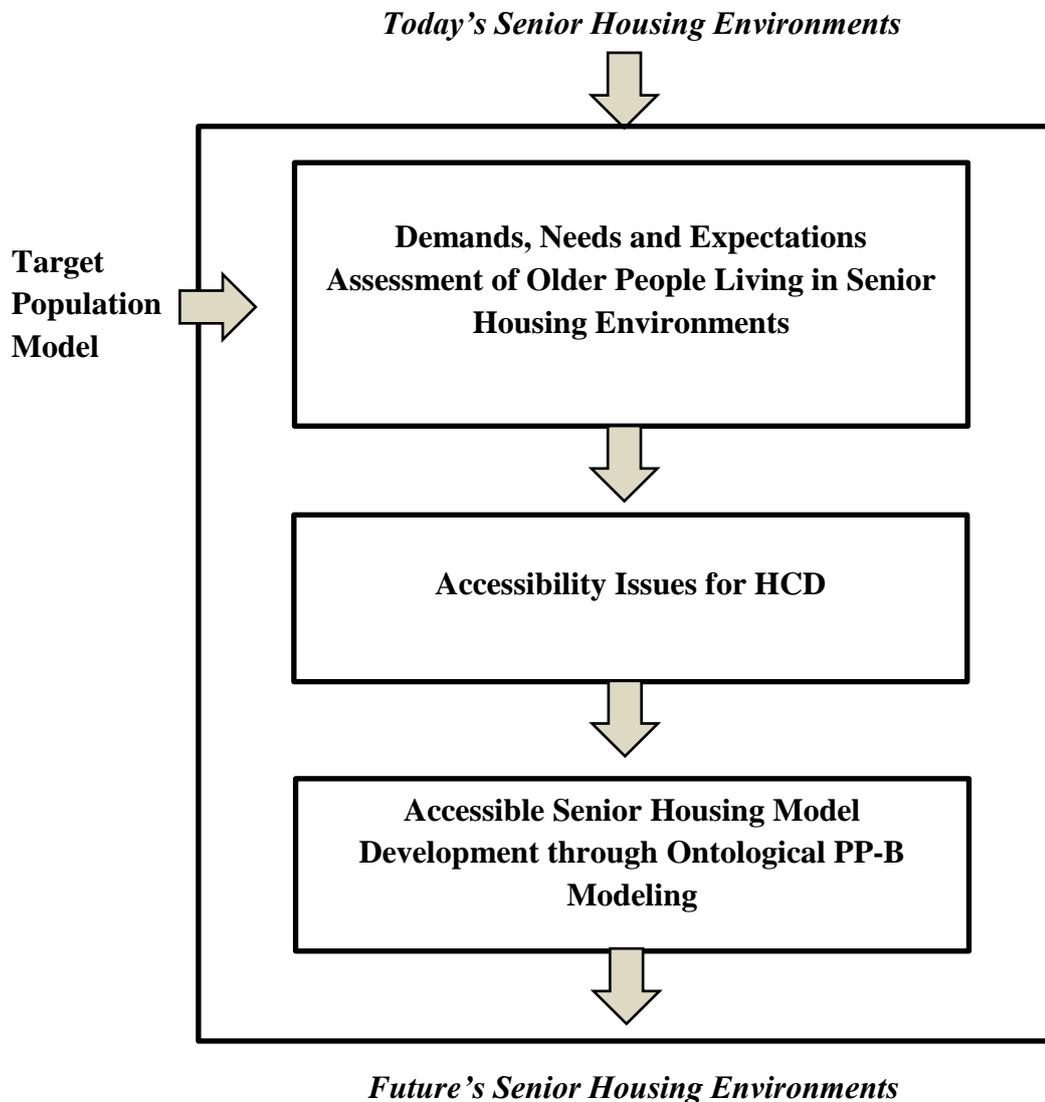 Today’s Senior Housing Environments
Target
Population
Model
Demands, Needs and Expectations
Assessment of Older People Living in Senior
Housing Environments
Accessibility Issues for HCD
Accessible Senior Housing Model
Development through Ontological PP-B
Modeling
Future’s Senior Housing Environments